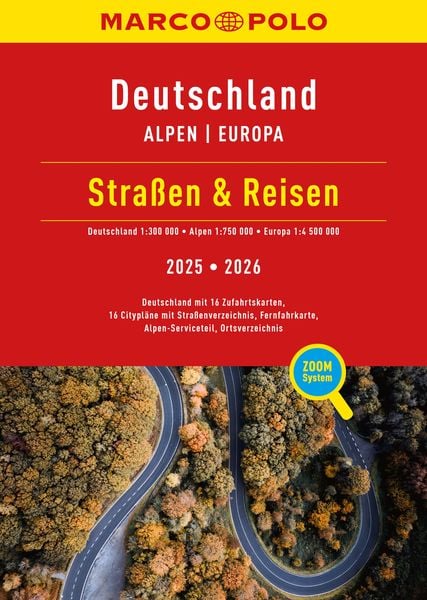 MARCO POLO
Deutschland
ALPEN | EUROPA
Straßen & Reisen
Deutschland 1:300 000 • Alpen 1:750 000 • Europa 1:4 500 000
2025 • 2026
Deutschland mit 16 Zufahrtskarten,
16 Citypläne mit Straßenverzeichnis, Fernfahrkarte,
Alpen-Serviceteil, Ortsverzeichnis
ZOOM
System